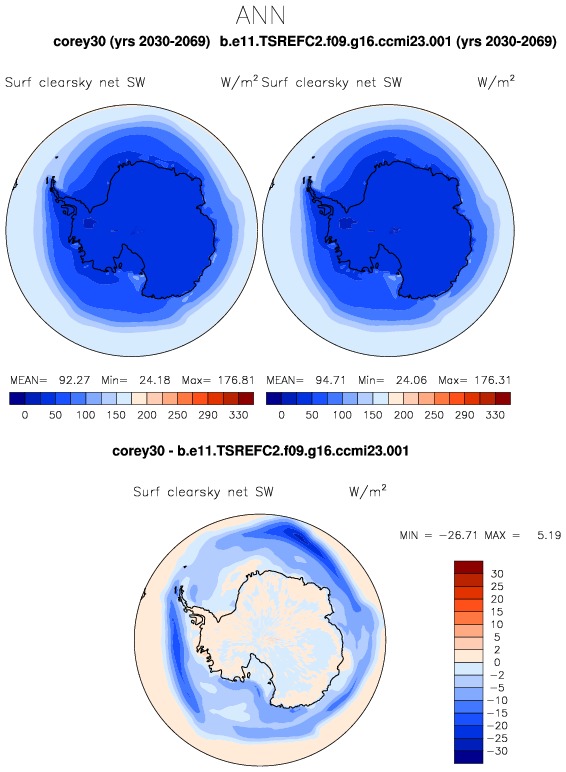 ANN
corey30 (yrs 2030-2069) b.e11.TSREFC2.f09.g16.ccmi23.001 (yrs 2030-2069)
Surf clearsky net SW W/m² Surf clearsky net SW W/m²
MEAN= 92.27 Min= 24.18 Max= 176.81 MEAN= 94.71 Min= 24.06 Max= 176.31
0 50 100 150 200 250 290 330 0 50 100 150 200 250 290 330
corey30 - b.e11.TSREFC2.f09.g16.ccmi23.001
Surf clearsky net SW W/m²
MIN = -26.71 MAX = 5.19
30
25
20
15
10
5
2
0
-2
-5
-10
-15
-20
-25
-30